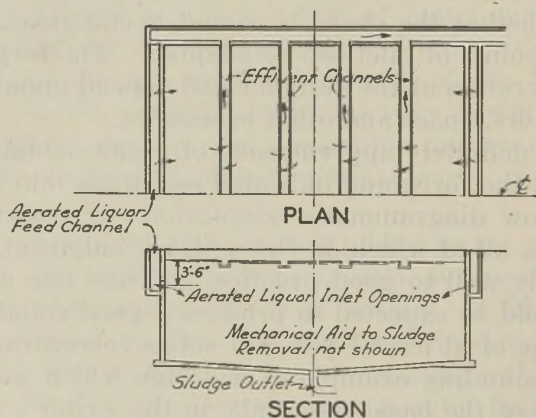 Effluent Channels
℄
PLAN
Aerated Liquor
Feed Channel
3'-6"
Aerated Liquor Inlet Openings
Mechanical Aid to Sludge
Removal not shown
Sludge Outlet
SECTION